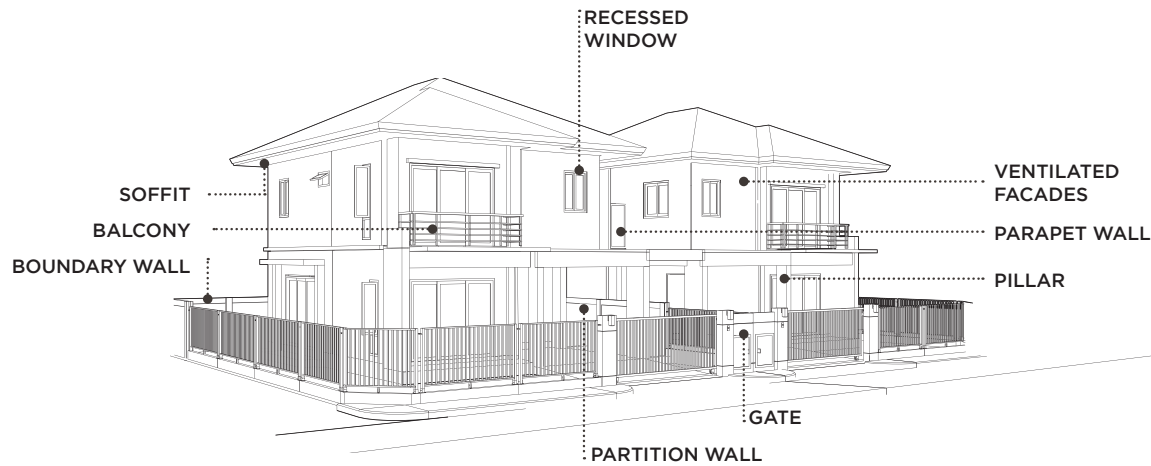 RECESSED
WINDOW
SOFFIT
BALCONY
BOUNDARY WALL
VENTILATED
FACADES
PARAPET WALL
PILLAR
GATE
PARTITION WALL